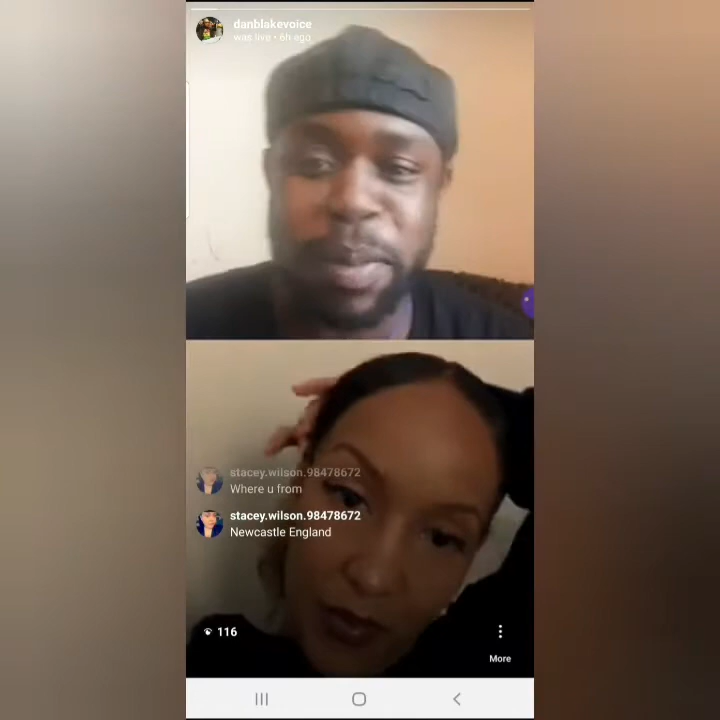 danblakevoice
was live • 6h ago
stacey.wilson.98478672
Where u from
stacey.wilson.98478672
Newcastle England
116
More